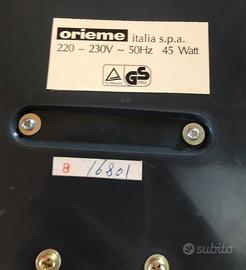 orieme italia s.p.a.
220 – 230V ~ 50Hz 45 Watt
GS
B 16801
subito